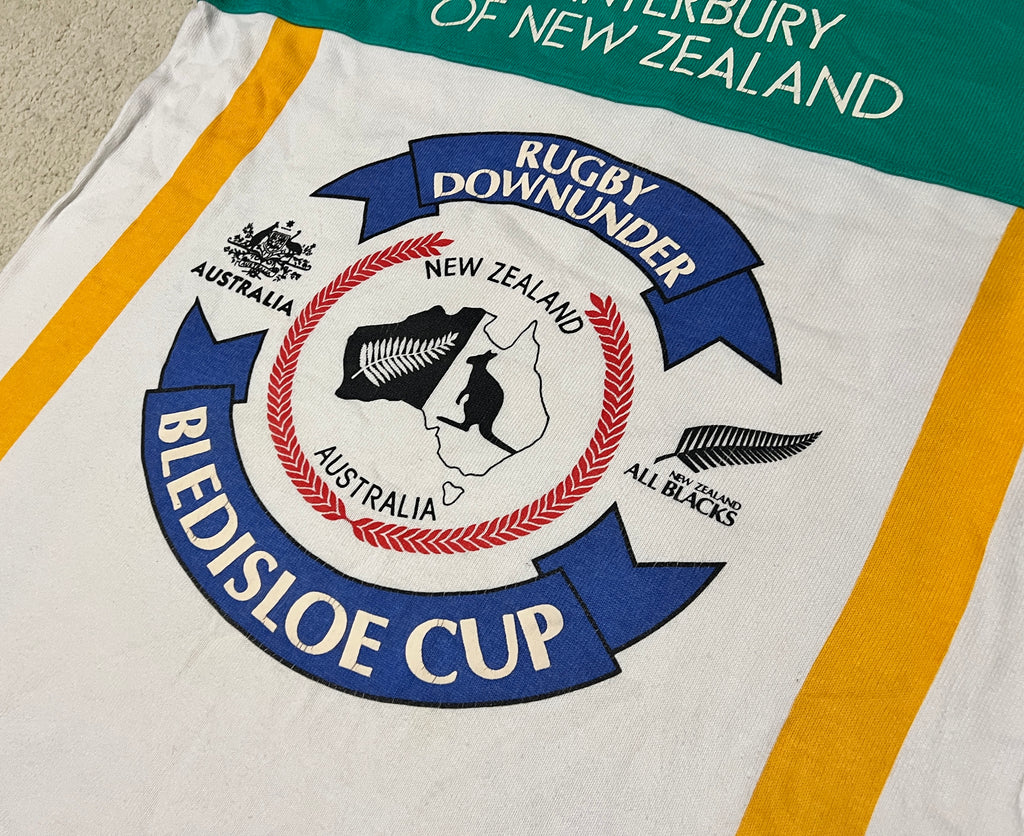 OF NEW ZEALAND
RUGBY
DOWNUNDER
AUSTRALIA
NEW ZEALAND
AUSTRALIA
NEW ZEALAND
ALL BLACKS
BLEDISLOE CUP